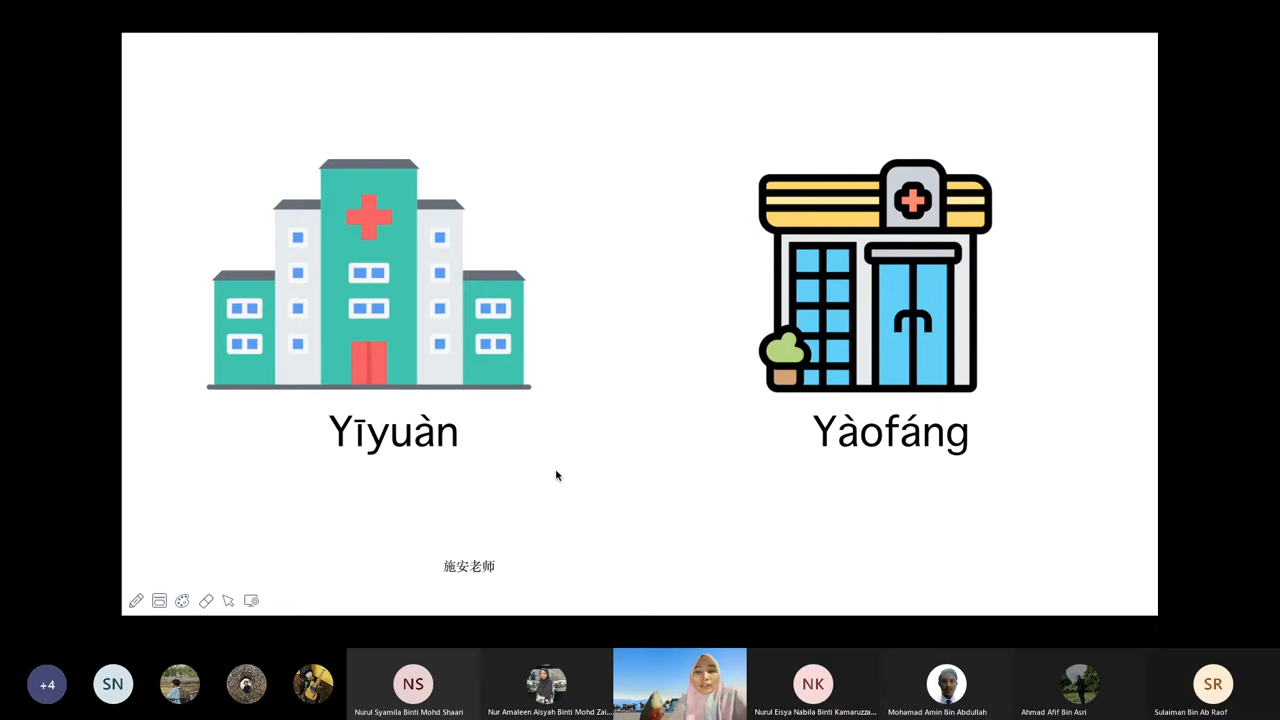 Yīyuàn
Yàofáng
施安老师
+4
SN
NS
Nurul Syamila Binti Mohd Shaari
Nur Amaleen Aisyah Binti Mohd Zai...
NK
Nurul Eisya Nabila Binti Kamaruzza...
Mohamad Amin Bin Abdullah
Ahmad Afif Bin Asri
SR
Sulaiman Bin Ab Raof